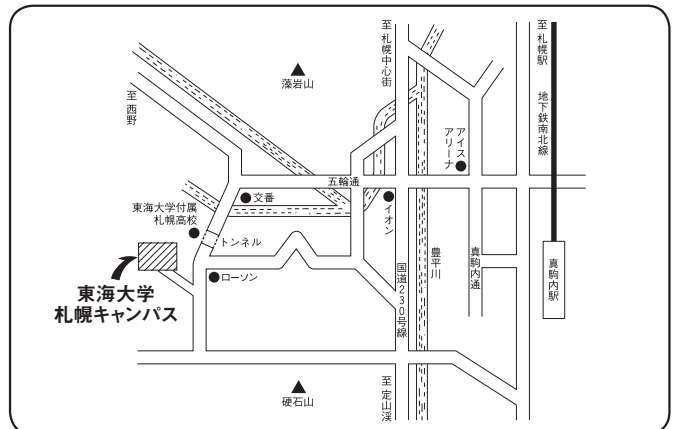 至札幌中心街
至札幌駅
藻岩山
至西野
地下鉄南北線
アイス
アリーナ
五輪通
交番
イオン
東海大学付属
札幌高校
トンネル
ローソン
東海大学
札幌キャンパス
国道230号線
豊平川
真駒内通
真駒内駅
硬石山
至定山渓